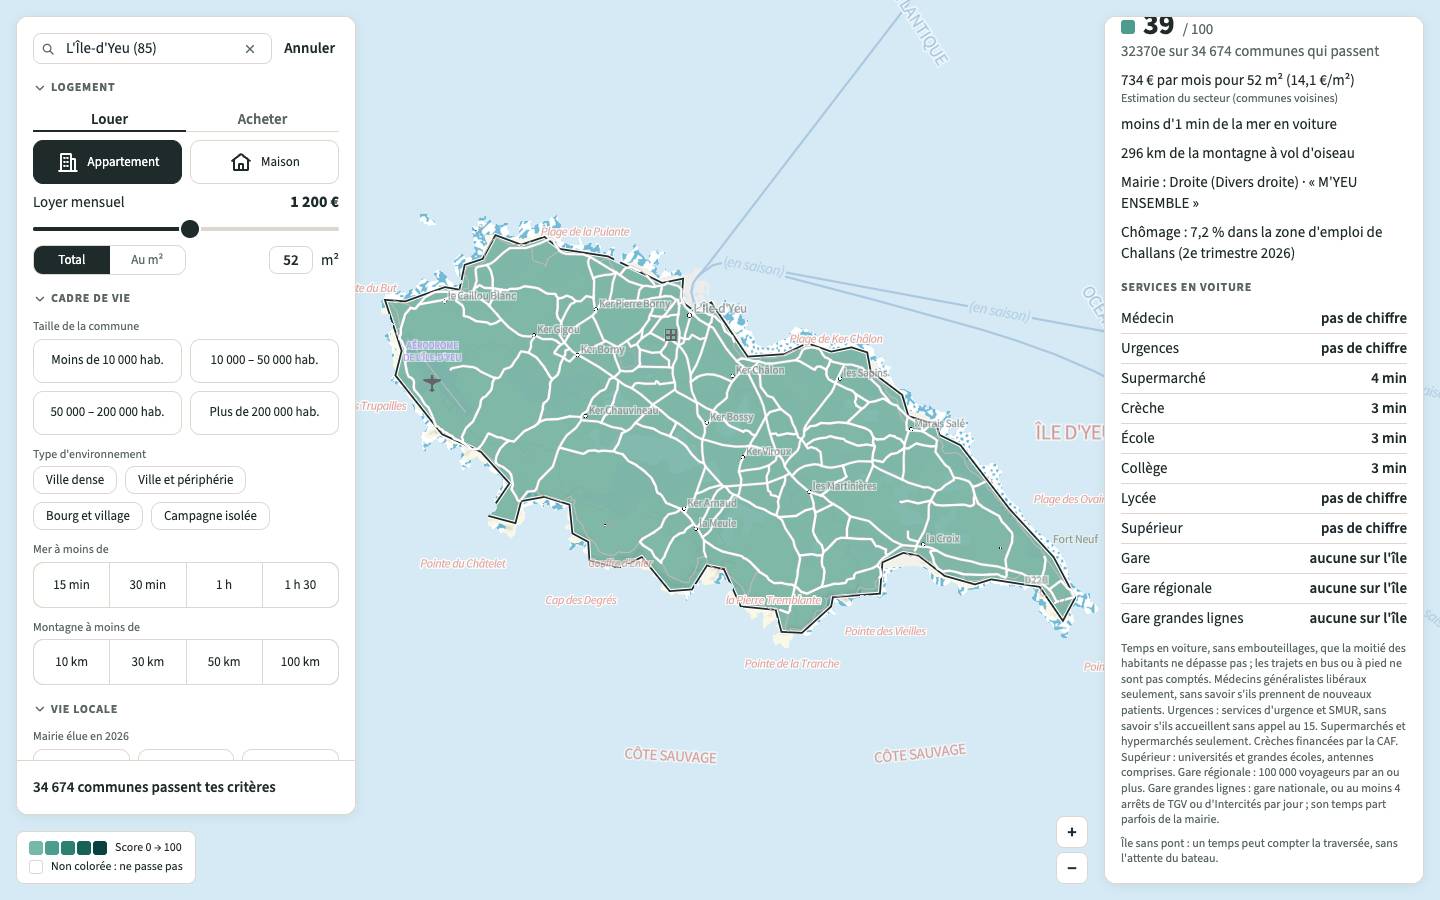 L'Île-d'Yeu (85)
Annuler
LOGEMENT
Louer
Acheter
Appartement
Maison
Loyer mensuel
1 200 €
Total
Au m²
52
m²
CADRE DE VIE
Taille de la commune
Moins de 10 000 hab.
10 000 – 50 000 hab.
50 000 – 200 000 hab.
Plus de 200 000 hab.
Type d'environnement
Ville dense
Ville et périphérie
Bourg et village
Campagne isolée
Mer à moins de
15 min
30 min
1 h
1 h 30
Montagne à moins de
10 km
30 km
50 km
100 km
VIE LOCALE
Mairie élue en 2026
34 674 communes passent tes critères
Score 0 → 100
Non colorée : ne passe pas
Plage de la Pulante
te du But
le Caillou Blanc
Ker Pierre Borny
L'Île-d'Yeu
Ker Gigou
AÉRODROME
DE L'ÎLE-D'YEU
Ker Borny
Ker Châlon
Plage de Ker Châlon
les Sapins
s Trupailles
Ker Chauvineau
Ker Bossy
Marais Salé
Ker Viroux
les Martinières
Ker Arnaud
la Meule
la Croix
Pointe du Châtelet
Cap des Degrés
la Pierre Tremblante
D22B
Fort Neuf
Plage des Ovair
ÎLE D'YEU
Pointe des Vieilles
Pointe de la Tranche
Poin
CÔTE SAUVAGE
CÔTE SAUVAGE
(en saison)
(en saison)
ATLANTIQUE
OCÉA
+
−
39 / 100
32370e sur 34 674 communes qui passent
734 € par mois pour 52 m² (14,1 €/m²)
Estimation du secteur (communes voisines)
moins d'1 min de la mer en voiture
296 km de la montagne à vol d'oiseau
Mairie : Droite (Divers droite) · « M'YEU
ENSEMBLE »
Chômage : 7,2 % dans la zone d'emploi de
Challans (2e trimestre 2026)
SERVICES EN VOITURE
Médecin pas de chiffre
Urgences pas de chiffre
Supermarché 4 min
Crèche 3 min
École 3 min
Collège 3 min
Lycée pas de chiffre
Supérieur pas de chiffre
Gare aucune sur l'île
Gare régionale aucune sur l'île
Gare grandes lignes aucune sur l'île
Temps en voiture, sans embouteillages, que la moitié des
habitants ne dépasse pas ; les trajets en bus ou à pied ne
sont pas comptés. Médecins généralistes libéraux
seulement, sans savoir s'ils prennent de nouveaux
patients. Urgences : services d'urgence et SMUR, sans
savoir s'ils accueillent sans appel au 15. Supermarchés et
hypermarchés seulement. Crèches financées par la CAF.
Supérieur : universités et grandes écoles, antennes
comprises. Gare régionale : 100 000 voyageurs par an ou
plus. Gare grandes lignes : gare nationale, ou au moins 4
arrêts de TGV ou d'Intercités par jour ; son temps part
parfois de la mairie.
Île sans pont : un temps peut compter la traversée, sans
l'attente du bateau.